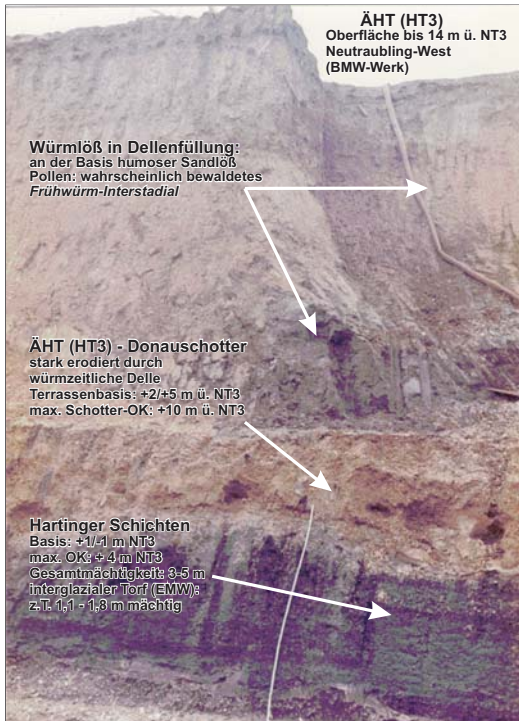 ÄHT (HT3)
Oberfläche bis 14 m ü. NT3
Neutraubling-West
(BMW-Werk)
Würmlöß in Dellenfüllung:
an der Basis humoser Sandlöß
Pollen: wahrscheinlich bewaldetes
Frühwürm-Interstadial
ÄHT (HT3) - Donauschotter
stark erodiert durch
würmzeitliche Delle
Terrassenbasis: +2/+5 m ü. NT3
max. Schotter-OK: +10 m ü. NT3
Hartinger Schichten
Basis: +1/-1 m NT3
max. OK: + 4 m NT3
Gesamtmächtigkeit: 3-5 m
interglazialer Torf (EMW):
z.T. 1,1 - 1,8 m mächtig